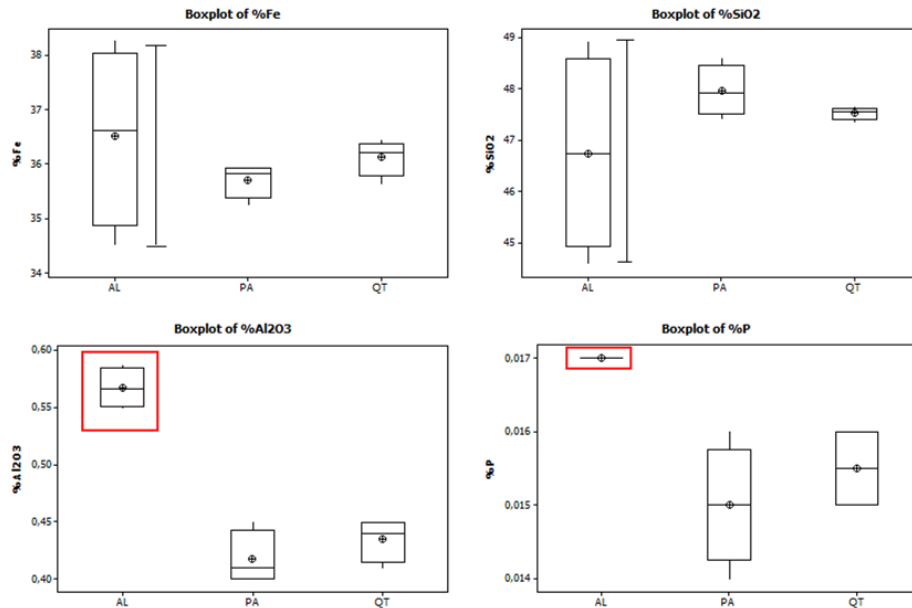 Boxplot of %Fe
%Fe
38
37
36
35
34
AL PA QT
Boxplot of %SiO2
%SiO2
49
48
47
46
45
AL PA QT
Boxplot of %Al2O3
%Al2O3
0,60
0,55
0,50
0,45
0,40
AL PA QT
Boxplot of %P
%P
0,017
0,016
0,015
0,014
AL PA QT